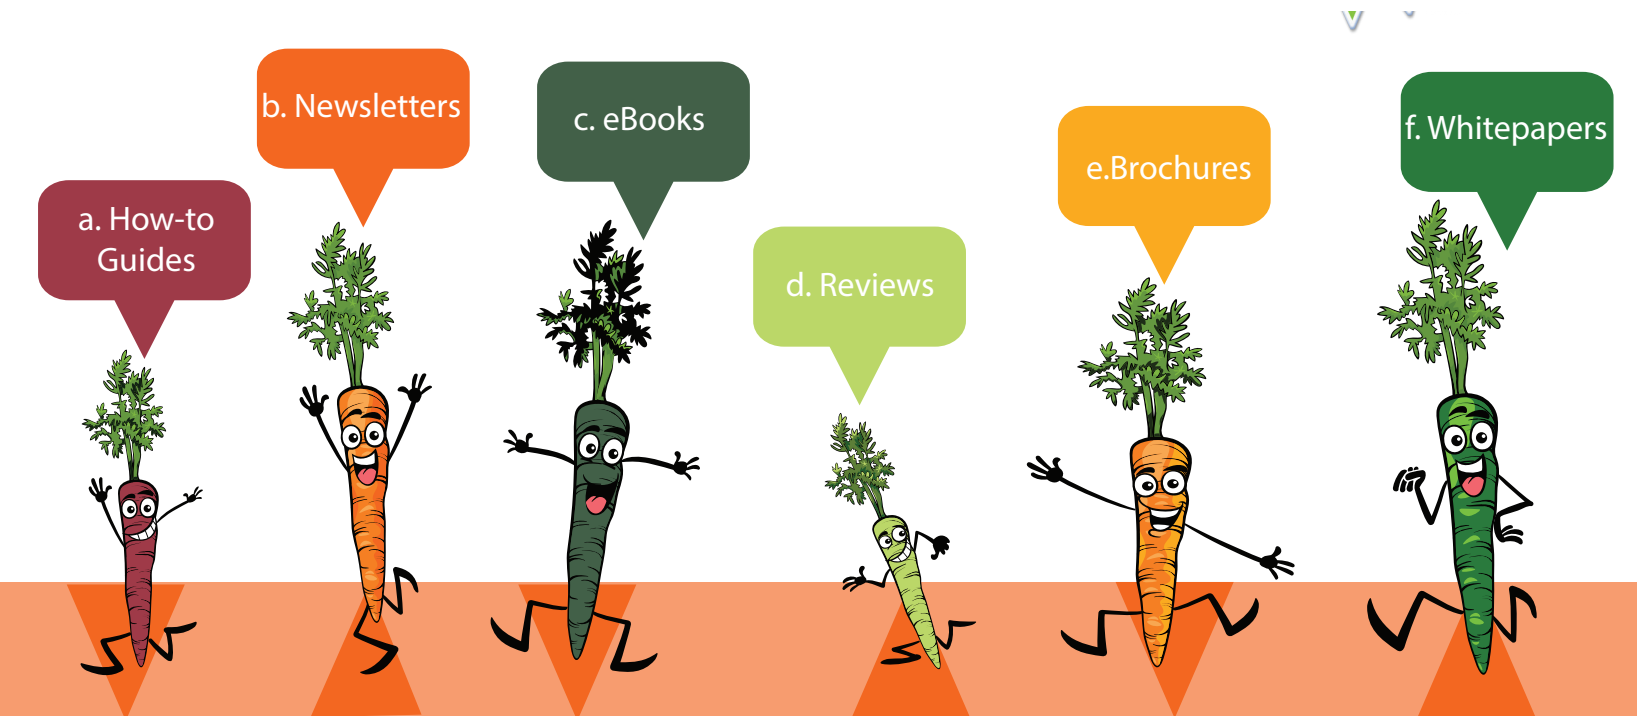 a. How-to
Guides
b. Newsletters
c. eBooks
d. Reviews
e.Brochures
f. Whitepapers